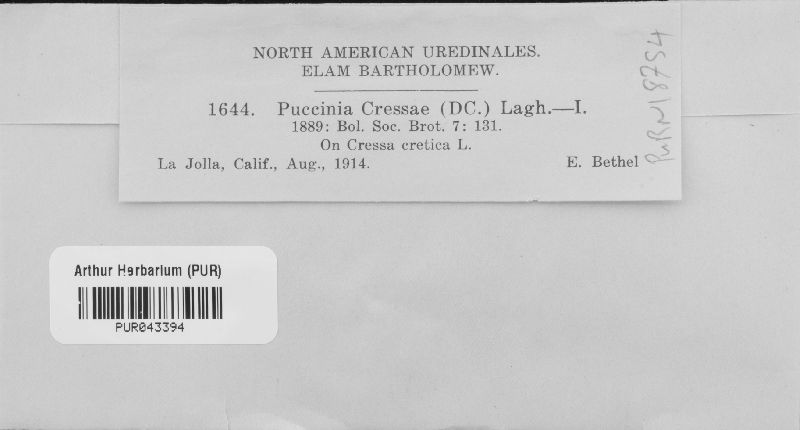 NORTH AMERICAN UREDINALES.
ELAM BARTHOLOMEW.
1644. Puccinia Cressae (DC.) Lagh.—I.
1889: Bol. Soc. Brot. 7: 131.
On Cressa cretica L.
La Jolla, Calif., Aug., 1914. E. Bethel
PURN18754
Arthur Herbarium (PUR)
PUR043394